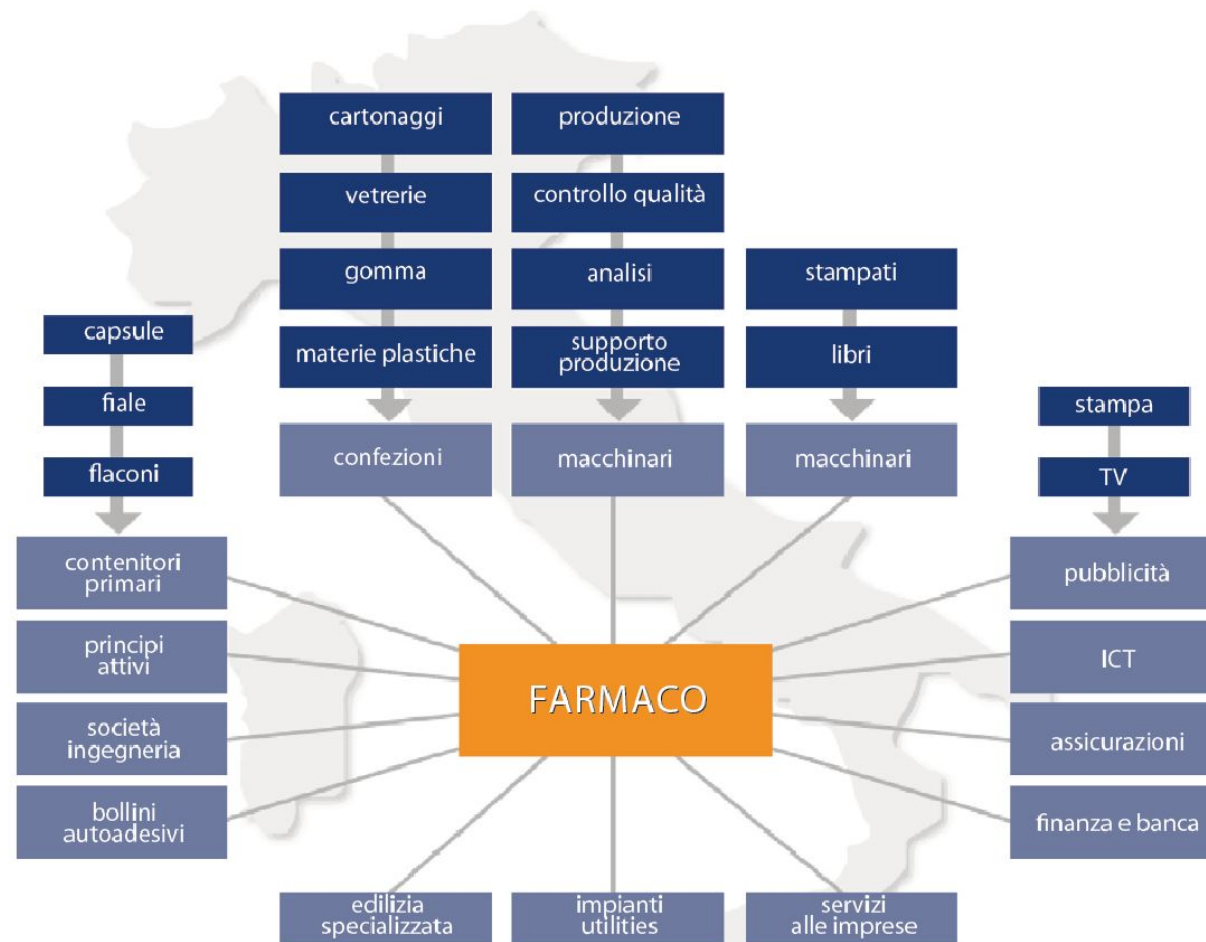 cartonaggi
produzione
vetrerie
controllo qualità
gomma
analisi
stampati
capsule
materie plastiche
supporto
produzione
libri
fiale
stampa
flaconi
confezioni
macchinari
macchinari
TV
contenitori
primari
pubblicità
principi
attivi
ICT
FARMACO
società
ingegneria
assicurazioni
bollini
autoadesivi
finanza e banca
edilizia
specializzata
impianti
utilities
servizi
alle imprese